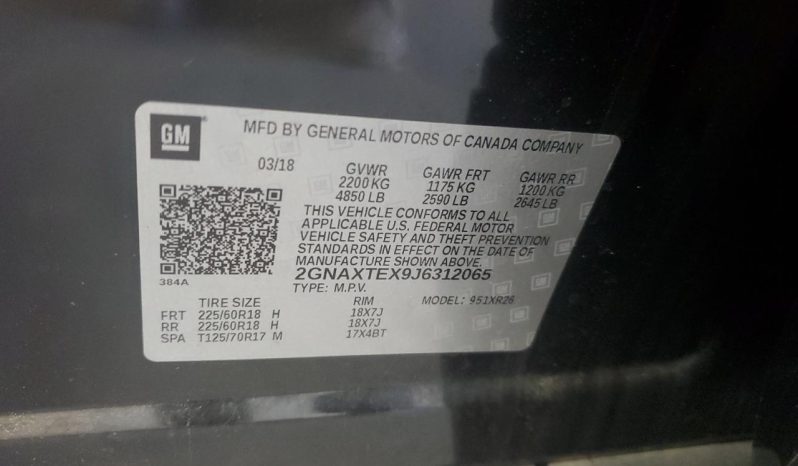 GM
MFD BY GENERAL MOTORS OF CANADA COMPANY
03/18 GVWR GAWR FRT GAWR RR
2200 KG 1175 KG 1200 KG
4850 LB 2590 LB 2645 LB
THIS VEHICLE CONFORMS TO ALL
APPLICABLE U.S. FEDERAL MOTOR
VEHICLE SAFETY AND THEFT PREVENTION
STANDARDS IN EFFECT ON THE DATE OF
MANUFACTURE SHOWN ABOVE.
384A 2GNAXTEX9J6312065
TYPE: M.P.V. MODEL: 951XR26
TIRE SIZE RIM
FRT 225/60R18 H 18X7J
RR 225/60R18 H 18X7J
SPA T125/70R17 M 17X4BT